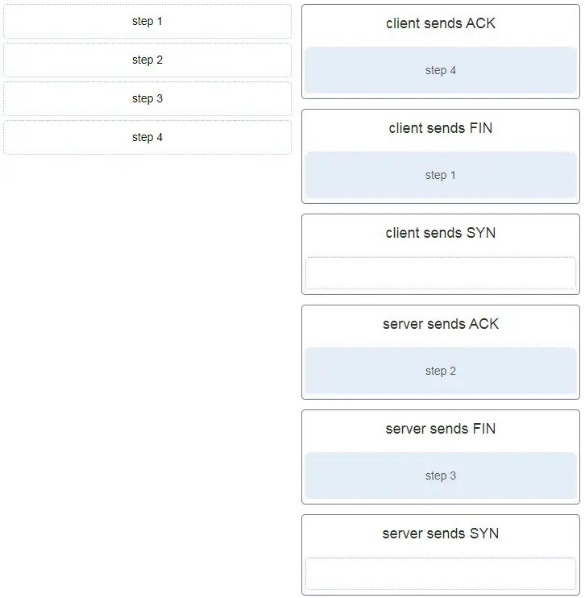 step 1
step 2
step 3
step 4
client sends ACK
step 4
client sends FIN
step 1
client sends SYN
server sends ACK
step 2
server sends FIN
step 3
server sends SYN